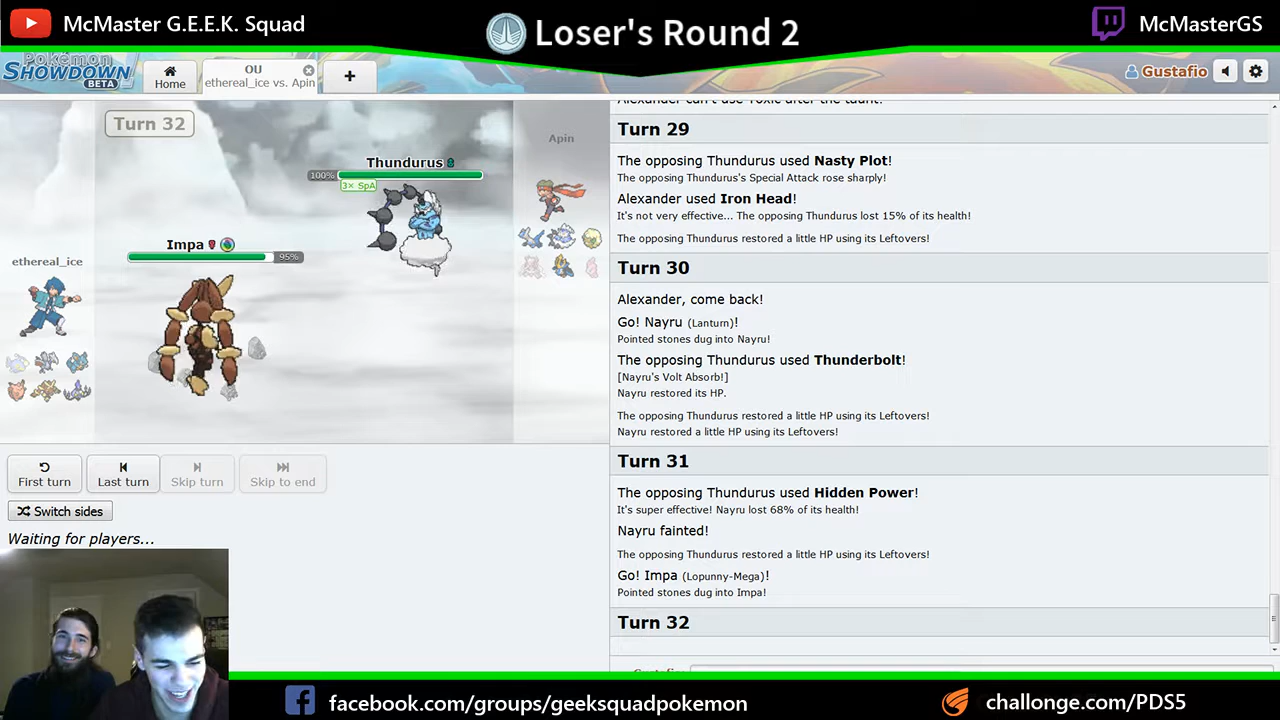 McMaster G.E.E.K. Squad
Loser's Round 2
McMasterGS
Pokémon
SHOWDOWN
BETA
Home
OU
ethereal_ice vs. Apin
+
Gustafio
Turn 32
Thundurus
100%
3× SpA
Apin
Impa
95%
ethereal_ice
First turn
Last turn
Skip turn
Skip to end
Switch sides
Waiting for players...
Alexander can't use Toxic after the taunt!
Turn 29
The opposing Thundurus used Nasty Plot!
The opposing Thundurus's Special Attack rose sharply!
Alexander used Iron Head!
It's not very effective... The opposing Thundurus lost 15% of its health!
The opposing Thundurus restored a little HP using its Leftovers!
Turn 30
Alexander, come back!
Go! Nayru (Lanturn)!
Pointed stones dug into Nayru!
The opposing Thundurus used Thunderbolt!
[Nayru's Volt Absorb!]
Nayru restored its HP.
The opposing Thundurus restored a little HP using its Leftovers!
Nayru restored a little HP using its Leftovers!
Turn 31
The opposing Thundurus used Hidden Power!
It's super effective! Nayru lost 68% of its health!
Nayru fainted!
The opposing Thundurus restored a little HP using its Leftovers!
Go! Impa (Lopunny-Mega)!
Pointed stones dug into Impa!
Turn 32
facebook.com/groups/geeksquadpokemon
challonge.com/PDS5